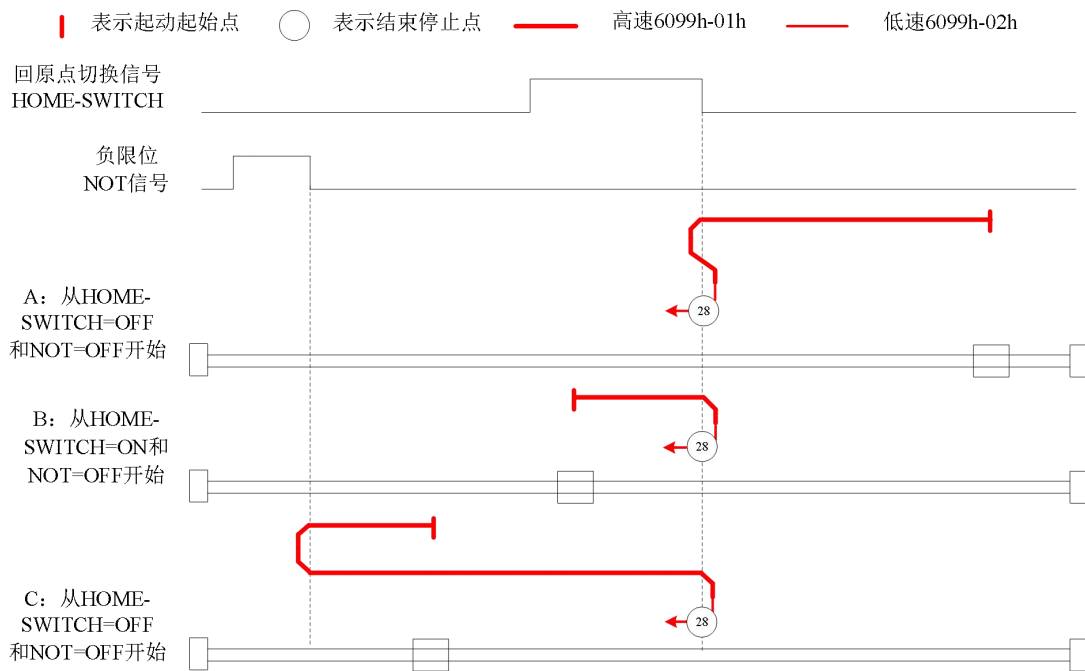 表示起动起始点
表示结束停止点
高速6099h-01h
低速6099h-02h
回原点切换信号
HOME-SWITCH
负限位
NOT信号
28
A：从HOME-
SWITCH=OFF
和NOT=OFF开始
28
B：从HOME-
SWITCH=ON和
NOT=OFF开始
28
C：从HOME-
SWITCH=OFF
和NOT=OFF开始